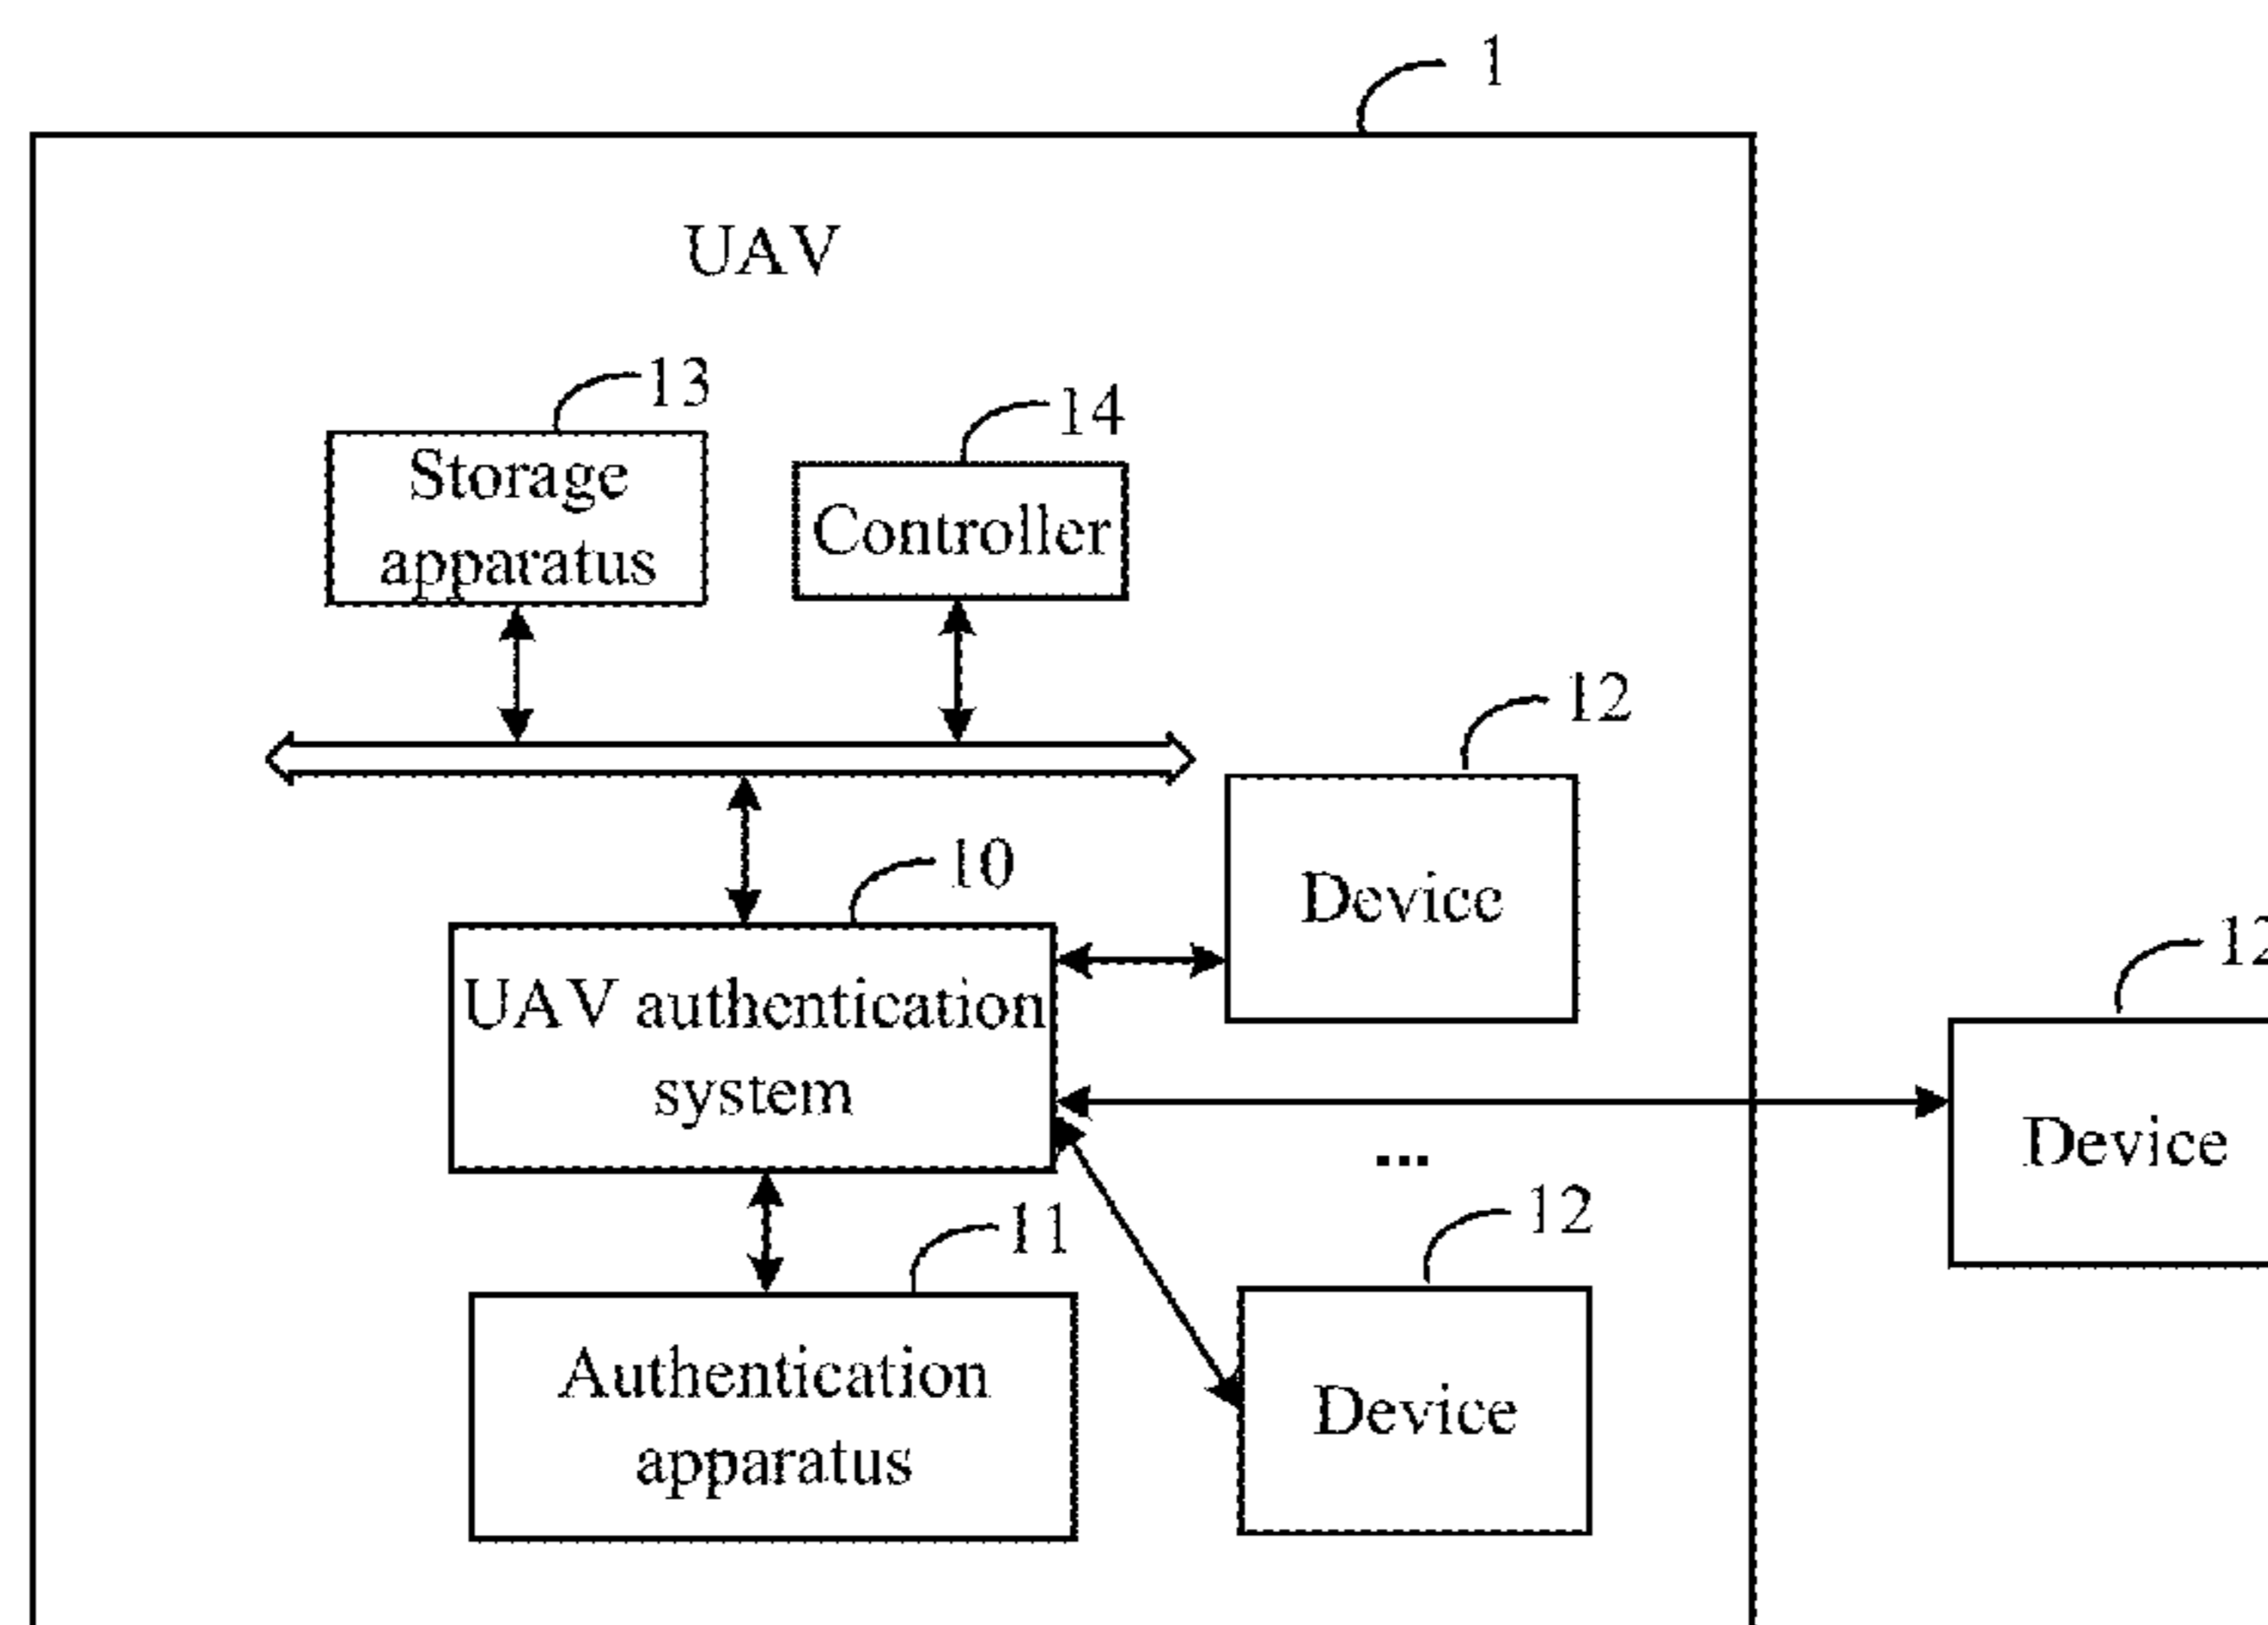 1
UAV
13
14
Storage
apparatus
Controller
12
10
Device
12
UAV authentication
system
Device
...
12
11
Authentication
apparatus
Device